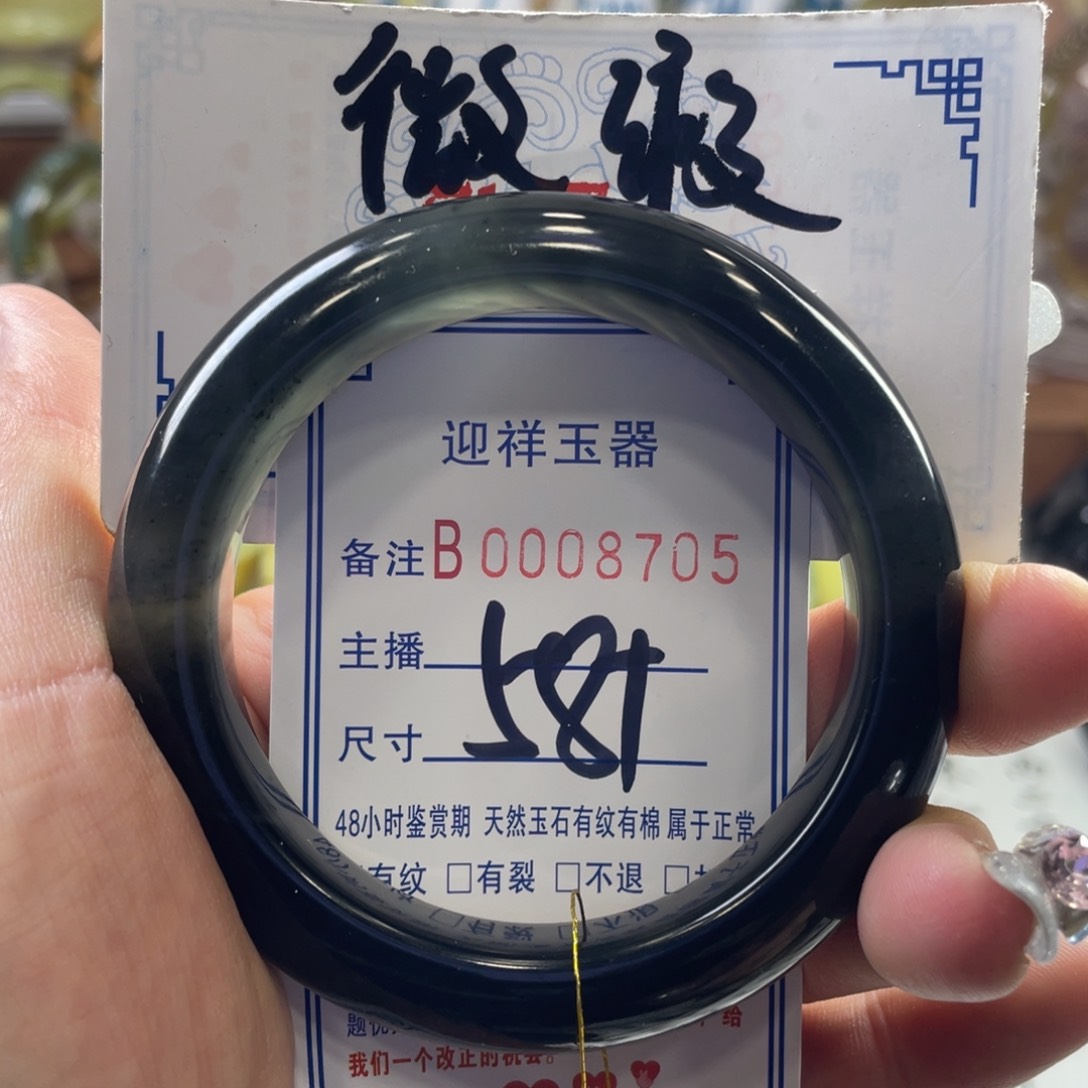 微瑕
迎祥玉器
备注B0008705
主播
581
尺寸
48小时鉴赏期 天然玉石有纹有棉 属于正常
有纹 □有裂 □不退
给
我们一个改正的机会。